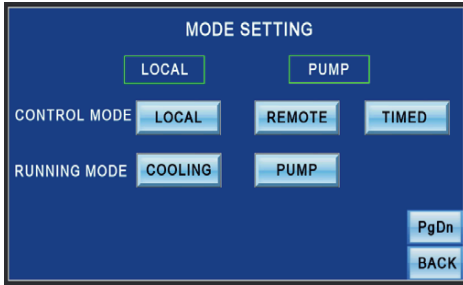 MODE SETTING
LOCAL PUMP
CONTROL MODE LOCAL REMOTE TIMED
RUNNING MODE COOLING PUMP
PgDn
BACK